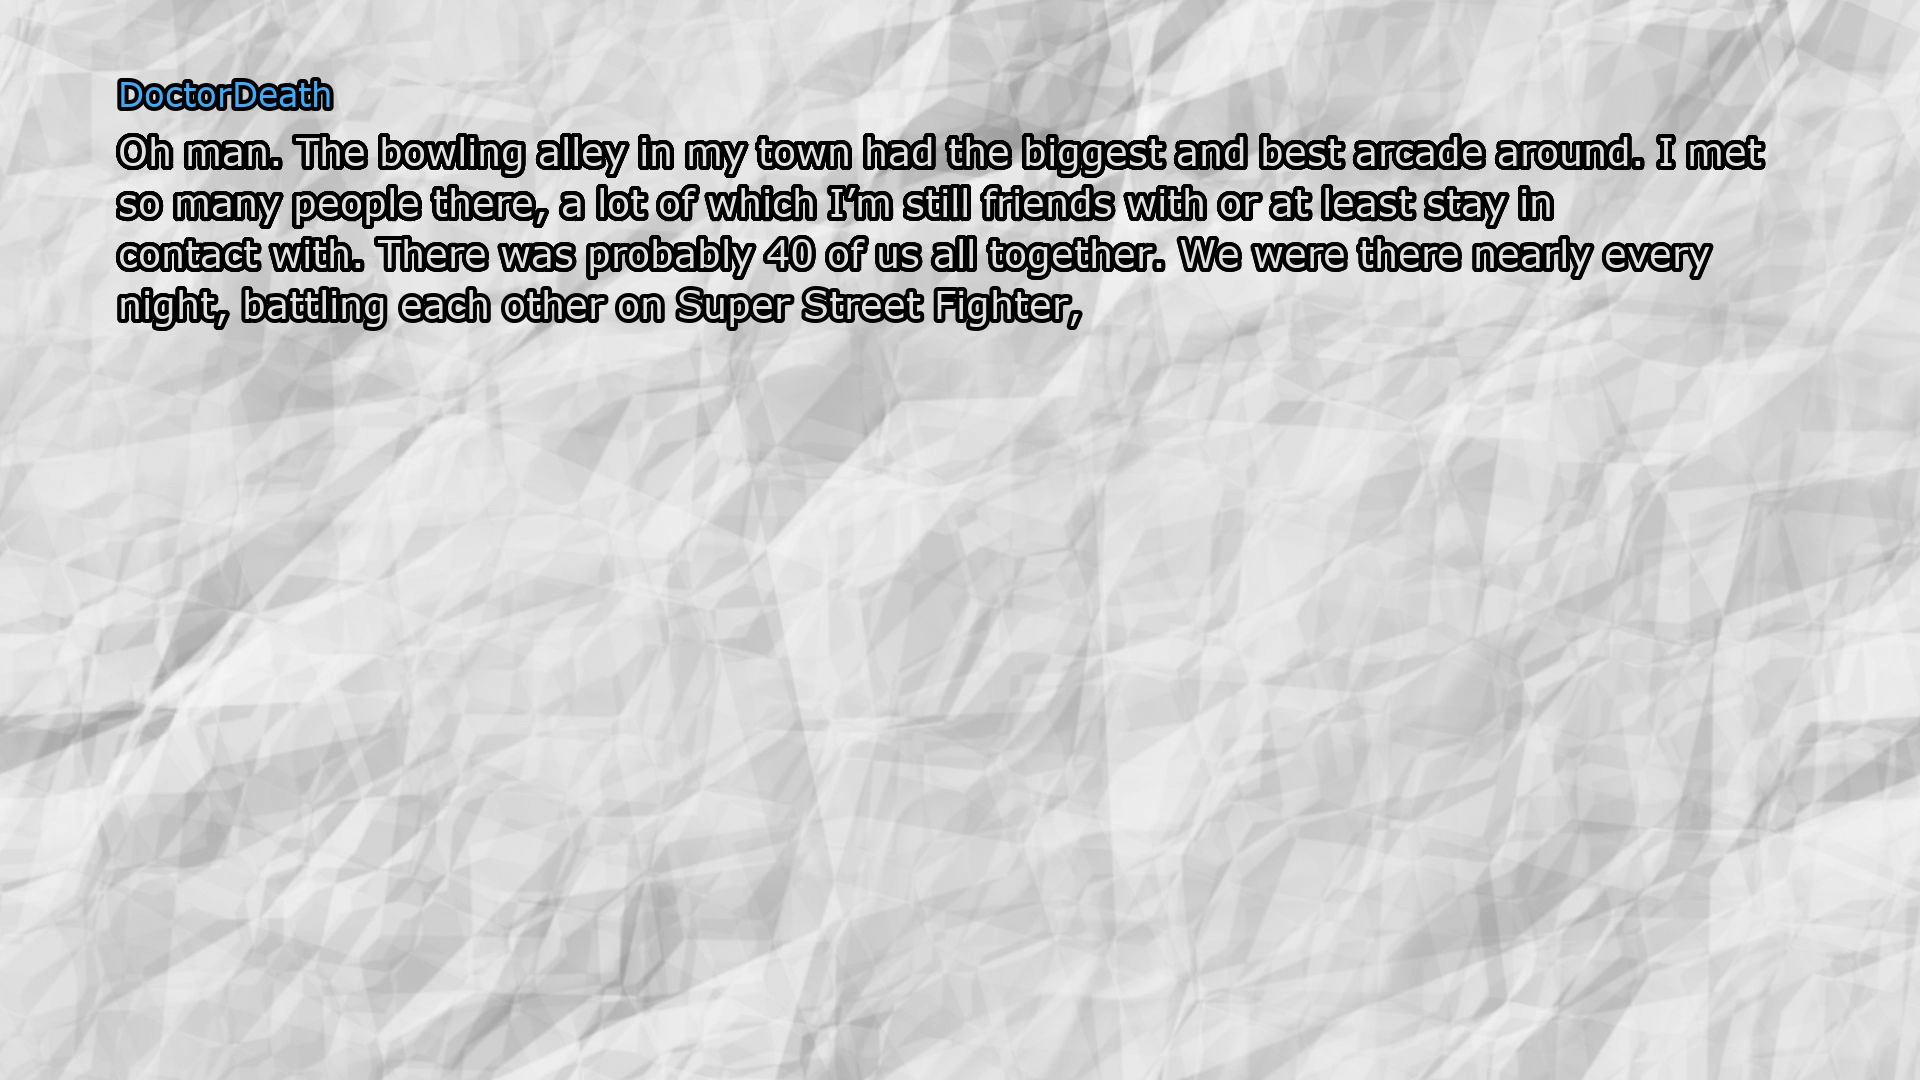 DoctorDeath
Oh man. The bowling alley in my town had the biggest and best arcade around. I met
so many people there, a lot of which I’m still friends with or at least stay in
contact with. There was probably 40 of us all together. We were there nearly every
night, battling each other on Super Street Fighter,